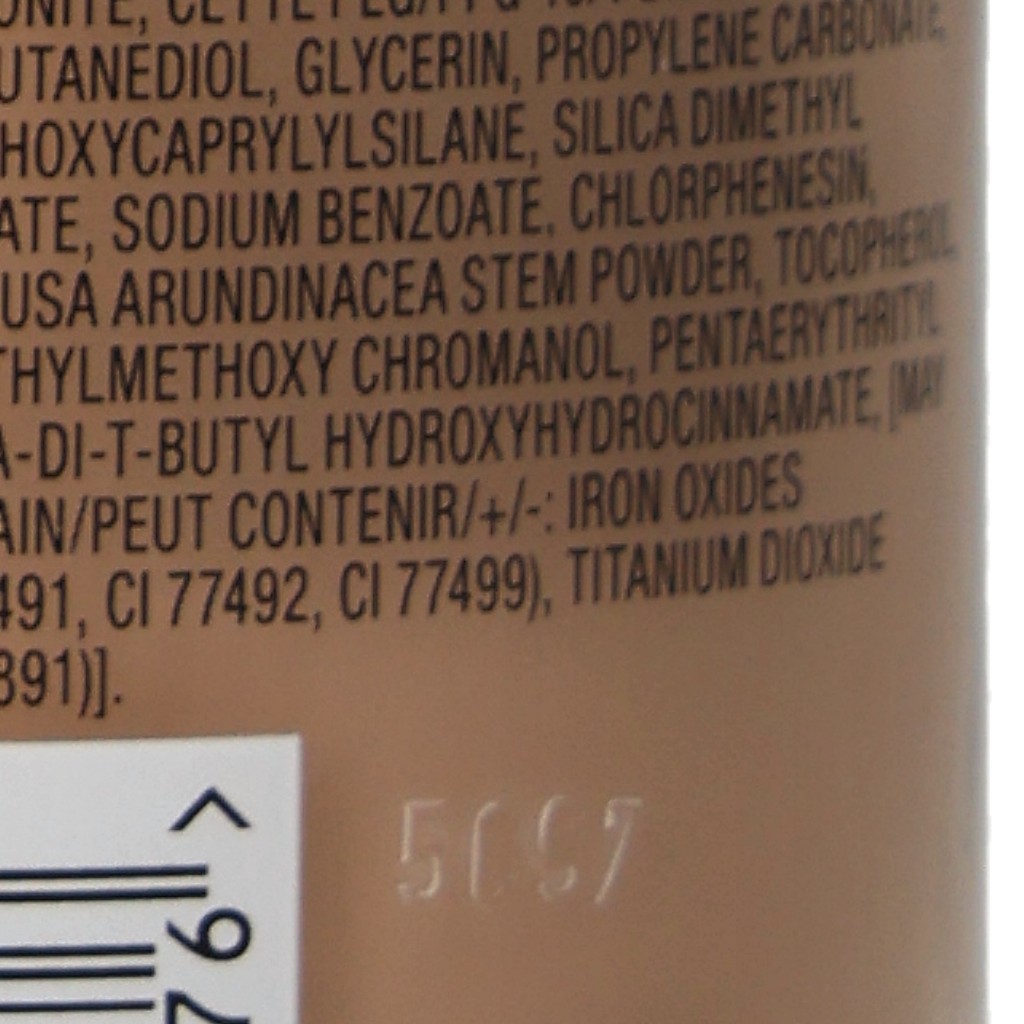 UTANEDIOL, GLYCERIN, PROPYLENE CARBONATE,
HOXYCAPRYLYLSILANE, SILICA DIMETHYL
ATE, SODIUM BENZOATE, CHLORPHENESIN,
USA ARUNDINACEA STEM POWDER, TOCOPHEROL,
THYLMETHOXY CHROMANOL, PENTAERYTHRITYL
A-DI-T-BUTYL HYDROXYHYDROCINNAMATE, [MAY
AIN/PEUT CONTENIR/+/-: IRON OXIDES
491, CI 77492, CI 77499), TITANIUM DIOXIDE
891)].
>
76